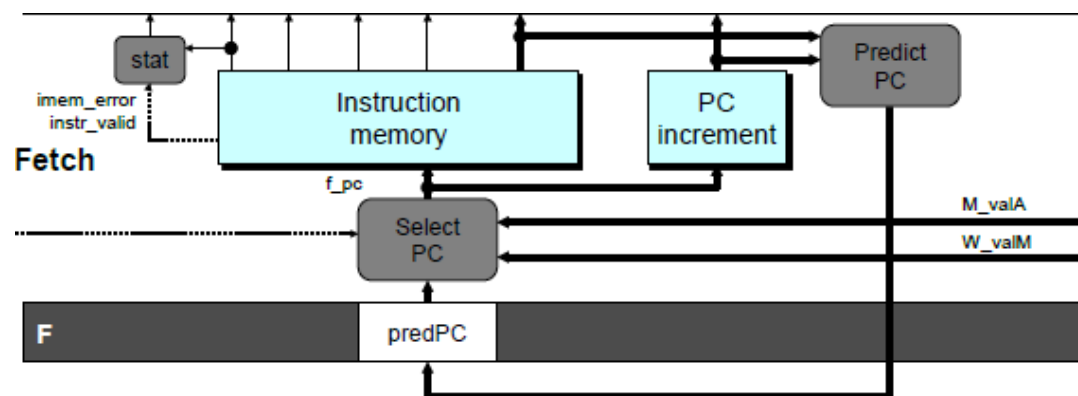 Predict
PC
stat
imem_error
instr_valid
Instruction
memory
PC
increment
Fetch
f_pc
M_valA
Select
PC
W_valM
F
predPC